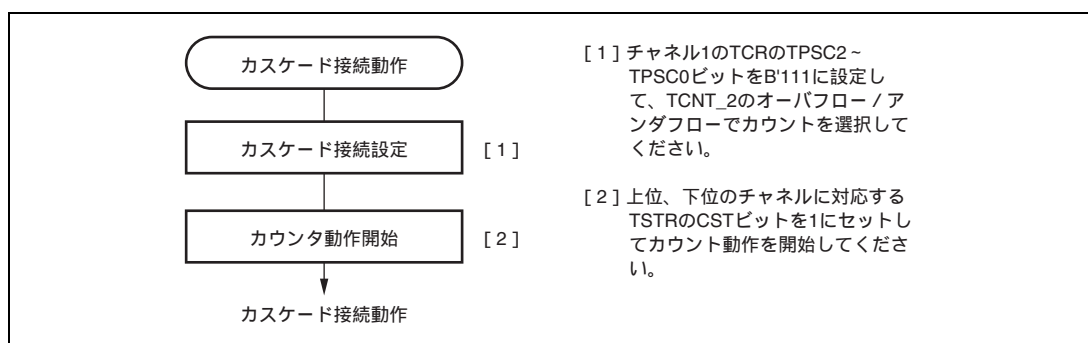 カスケード接続動作
カスケード接続設定
[ 1 ]
カウンタ動作開始
[ 2 ]
カスケード接続動作
[ 1 ] チャネル1のTCRのTPSC2 ~
TPSC0ビットをB'111に設定し
て、TCNT_2のオーバフロー / ア
ンダフローでカウントを選択して
ください。
[ 2 ] 上位、下位のチャネルに対応する
TSTRのCSTビットを1にセットし
てカウント動作を開始してくださ
い。